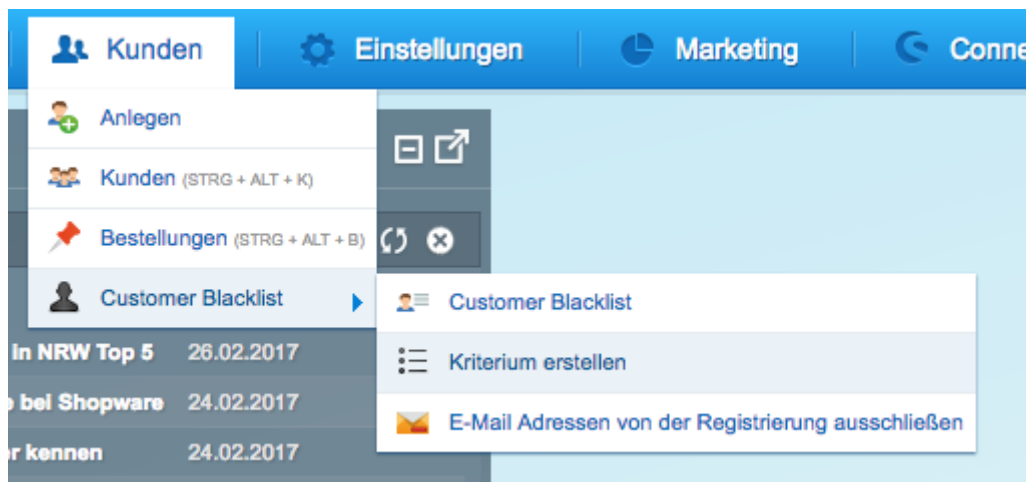 Kunden Einstellungen Marketing Conne
Anlegen
Kunden (STRG + ALT + K)
Bestellungen (STRG + ALT + B)
Customer Blacklist
Customer Blacklist
Kriterium erstellen
E-Mail Adressen von der Registrierung ausschließen
in NRW Top 5 26.02.2017
bei Shopware 24.02.2017
r kennen 24.02.2017